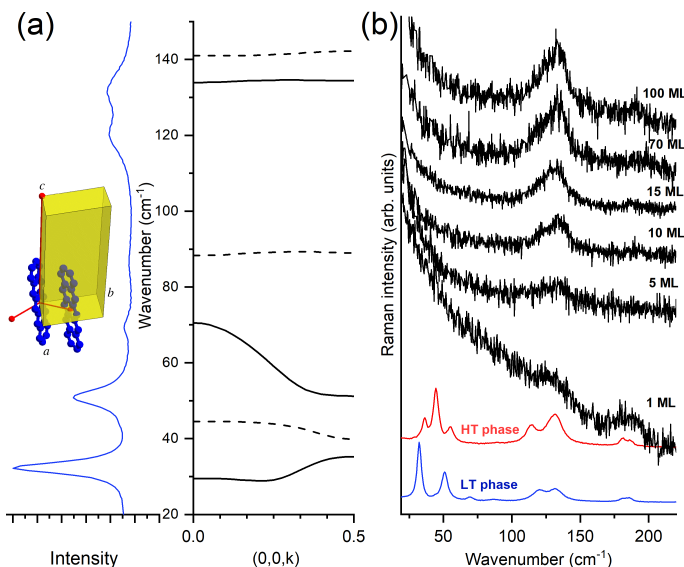 (a)
(b)
140
120
100
80
60
40
20
Wavenumber (cm⁻¹)
c
b
a
0.0
0.5
Intensity
(0,0,k)
Raman intensity (arb. units)
100 ML
70 ML
15 ML
10 ML
5 ML
1 ML
HT phase
LT phase
50
100
150
200
Wavenumber (cm⁻¹)